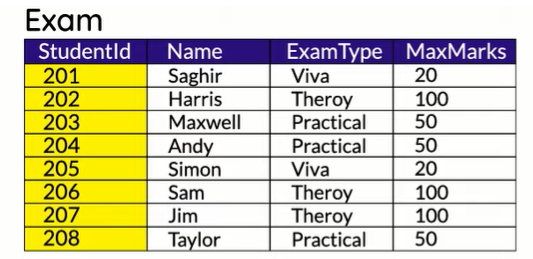 Exam
StudentId Name ExamType MaxMarks
201 Saghir Viva 20
202 Harris Theroy 100
203 Maxwell Practical 50
204 Andy Practical 50
205 Simon Viva 20
206 Sam Theroy 100
207 Jim Theroy 100
208 Taylor Practical 50